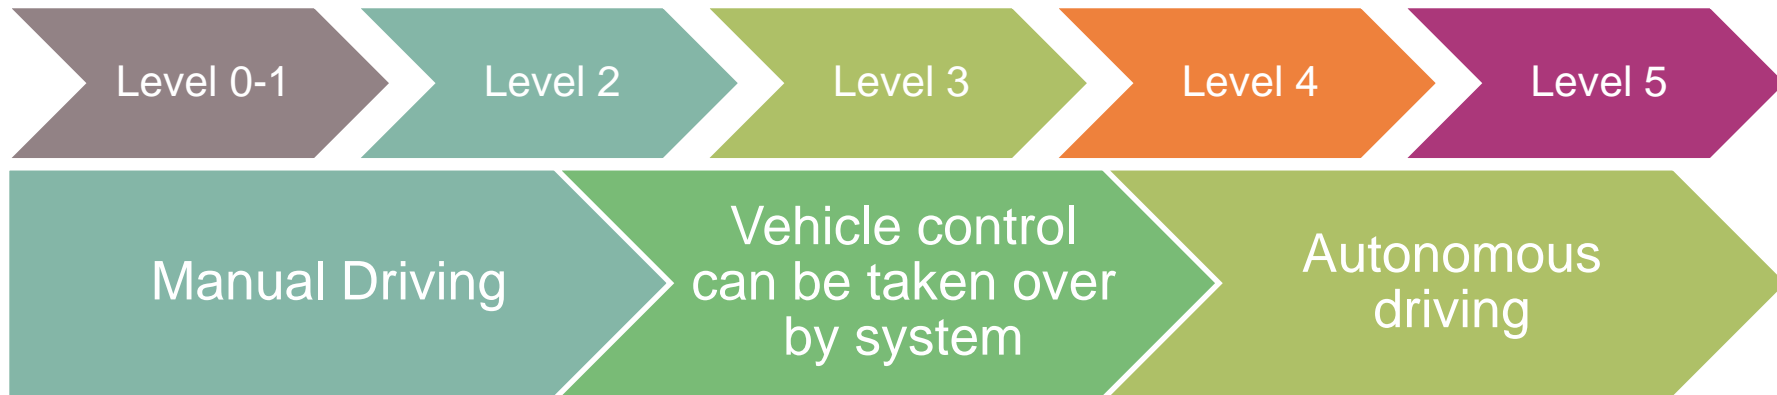 Level 0-1
Level 2
Level 3
Level 4
Level 5
Manual Driving
Vehicle control
can be taken over
by system
Autonomous
driving